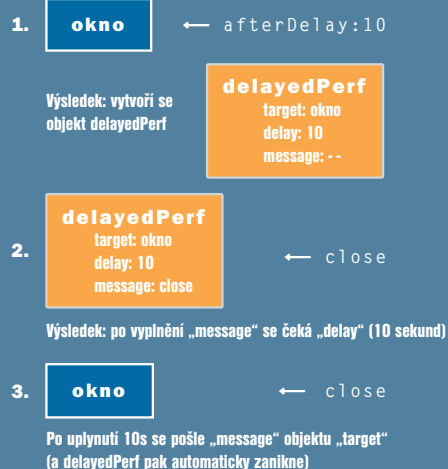 1. okno ← afterDelay:10
Výsledek: vytvoří se
objekt delayedPerf
delayedPerf
target: okno
delay: 10
message: - -
2.
delayedPerf
target: okno
delay: 10
message: close
← close
Výsledek: po vyplnění „message“ se čeká „delay“ (10 sekund)
3. okno ← close
Po uplynutí 10s se pošle „message“ objektu „target“
(a delayedPerf pak automaticky zanikne)